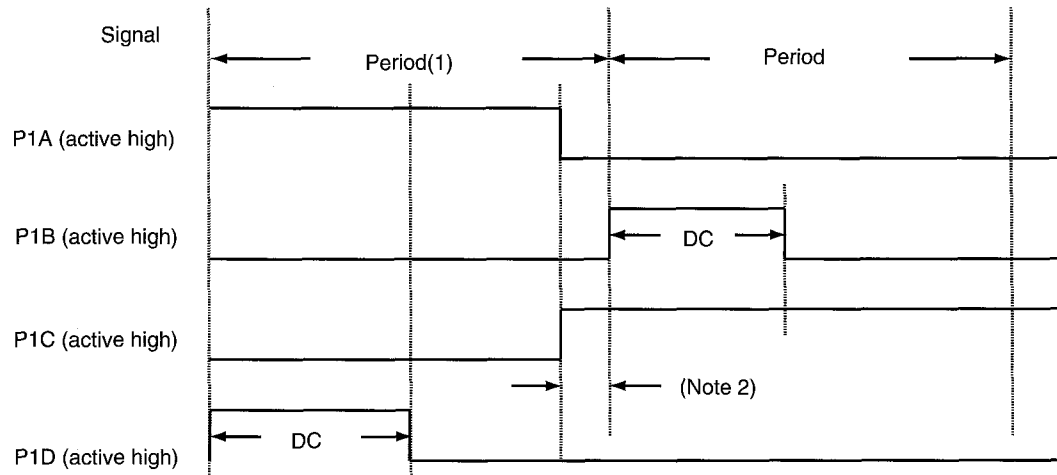 Signal
Period(1)
Period
P1A (active high)
P1B (active high)
DC
P1C (active high)
(Note 2)
P1D (active high)
DC